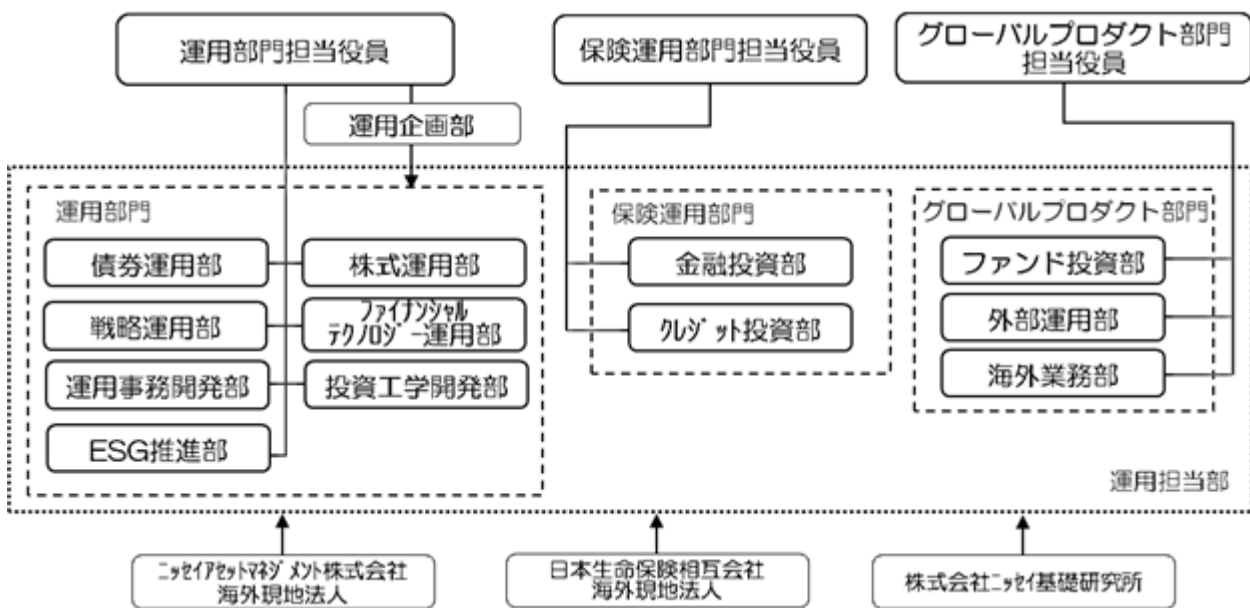 運用部門担当役員
保険運用部門担当役員
グローバルプロダクト部門
担当役員
運用企画部
運用部門
債券運用部
株式運用部
戦略運用部
ファイナンシャル
テクノロジー運用部
運用事務開発部
投資工学開発部
ESG推進部
保険運用部門
金融投資部
クレジット投資部
グローバルプロダクト部門
ファンド投資部
外部運用部
海外業務部
運用担当部
ニッセイアセットマネジメント株式会社
海外現地法人
日本生命保険相互会社
海外現地法人
株式会社ニッセイ基礎研究所